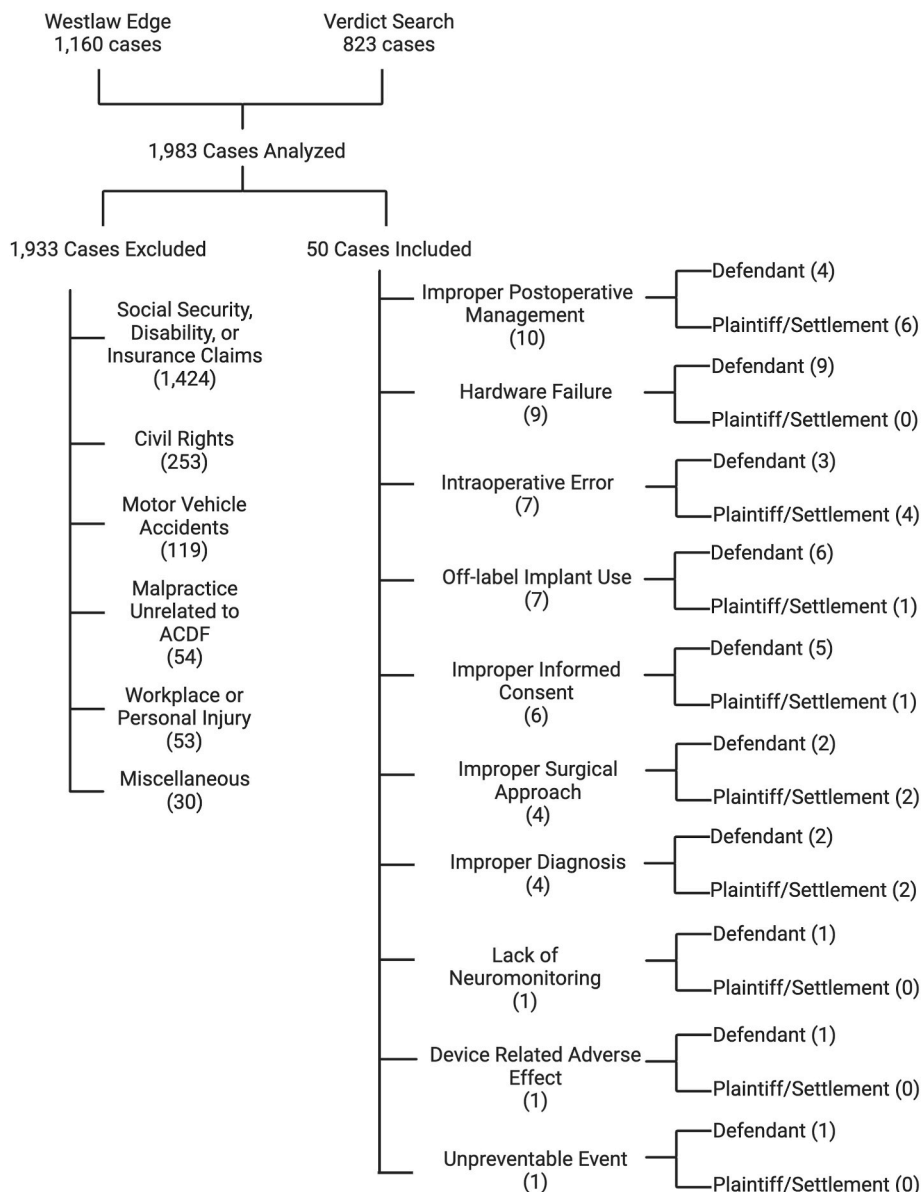 Westlaw Edge
1,160 cases
Verdict Search
823 cases
1,983 Cases Analyzed
1,933 Cases Excluded
Social Security,
Disability, or
Insurance Claims
(1,424)
Civil Rights
(253)
Motor Vehicle
Accidents
(119)
Malpractice
Unrelated to
ACDF
(54)
Workplace or
Personal Injury
(53)
Miscellaneous
(30)
50 Cases Included
Improper Postoperative
Management
(10)
Defendant (4)
Plaintiff/Settlement (6)
Hardware Failure
(9)
Defendant (9)
Plaintiff/Settlement (0)
Intraoperative Error
(7)
Defendant (3)
Plaintiff/Settlement (4)
Off-label Implant Use
(7)
Defendant (6)
Plaintiff/Settlement (1)
Improper Informed
Consent
(6)
Defendant (5)
Plaintiff/Settlement (1)
Improper Surgical
Approach
(4)
Defendant (2)
Plaintiff/Settlement (2)
Improper Diagnosis
(4)
Defendant (2)
Plaintiff/Settlement (2)
Lack of
Neuromonitoring
(1)
Defendant (1)
Plaintiff/Settlement (0)
Device Related Adverse
Effect
(1)
Defendant (1)
Plaintiff/Settlement (0)
Unpreventable Event
(1)
Defendant (1)
Plaintiff/Settlement (0)